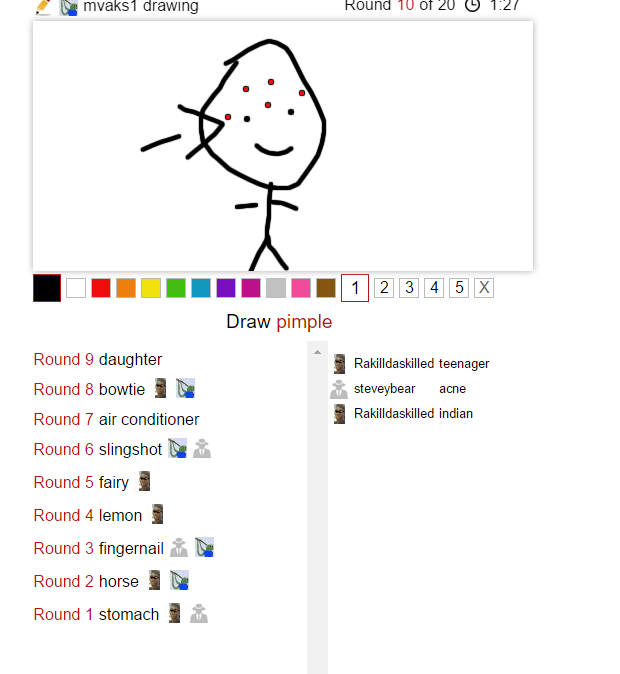 mvaks1 drawing
Round 10 of 20 1:27
1 2 3 4 5 X
Draw pimple
Round 9 daughter
Round 8 bowtie
Round 7 air conditioner
Round 6 slingshot
Round 5 fairy
Round 4 lemon
Round 3 fingernail
Round 2 horse
Round 1 stomach
Rakilldaskilled teenager
steveybear acne
Rakilldaskilled indian